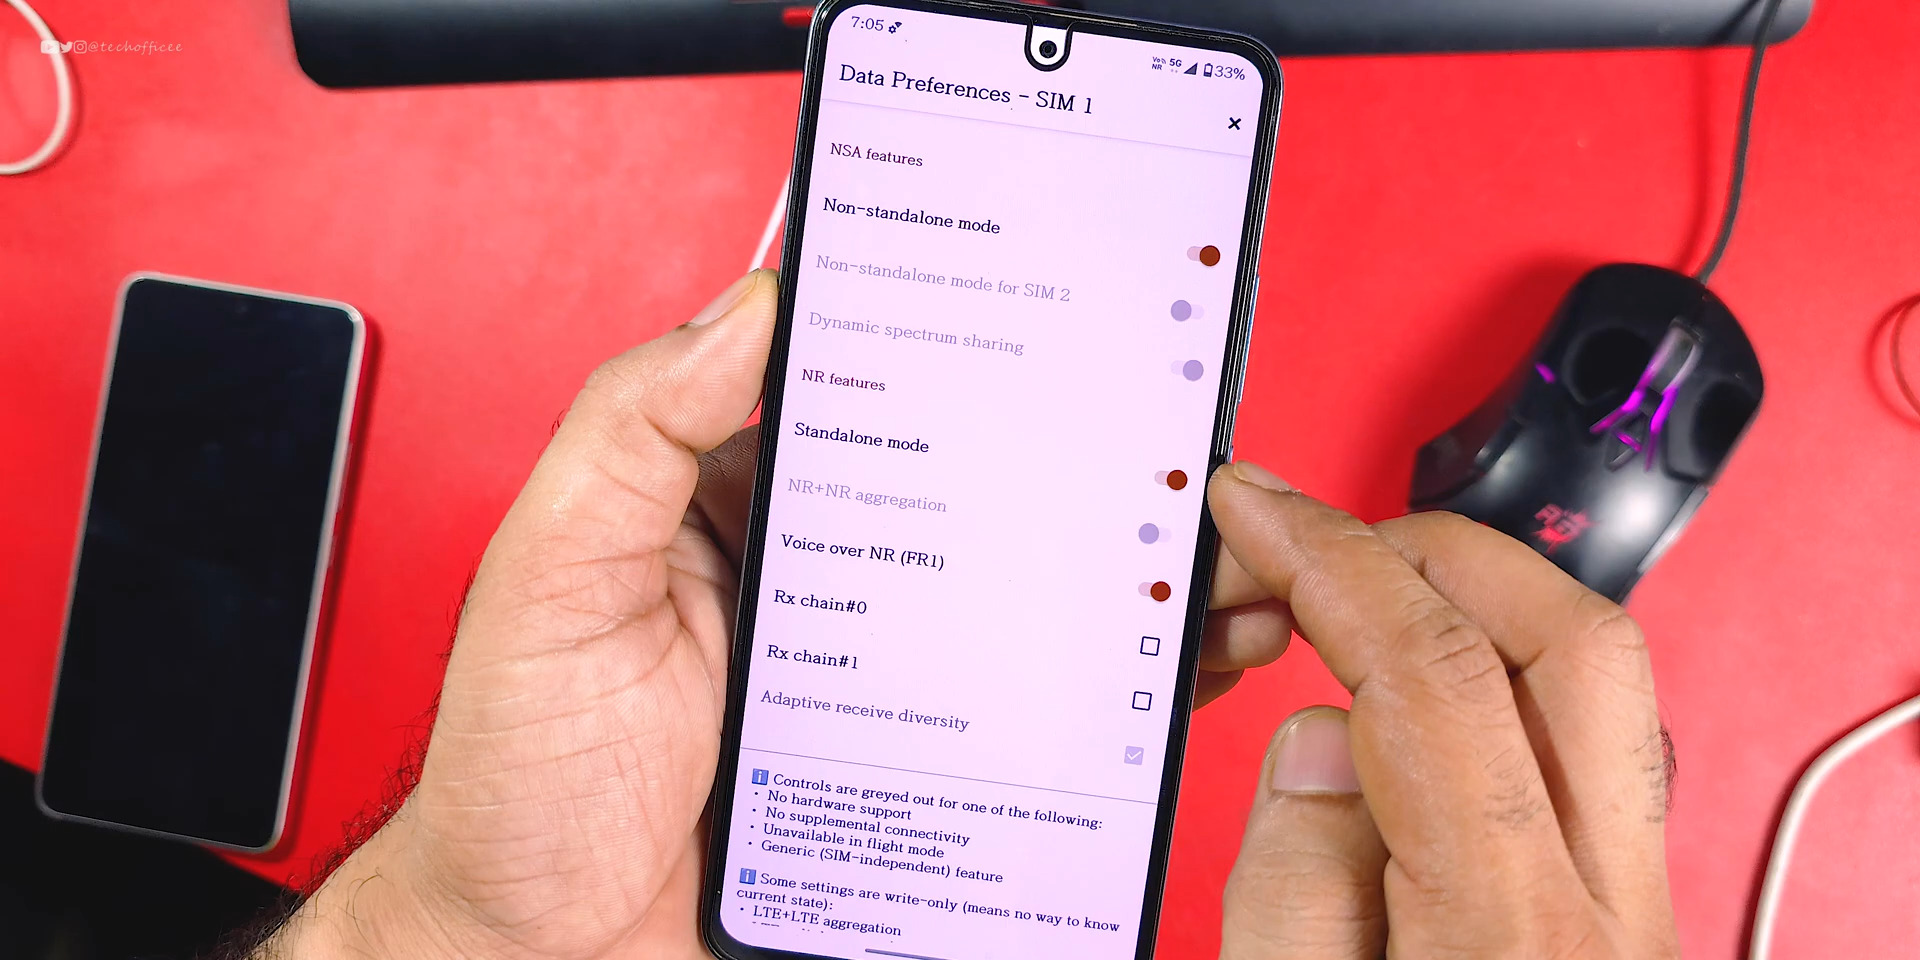 @techofficee
7:05
Vo
NR
5G
33%
Data Preferences - SIM 1
NSA features
Non-standalone mode
Non-standalone mode for SIM 2
Dynamic spectrum sharing
NR features
Standalone mode
NR+NR aggregation
Voice over NR (FR1)
Rx chain#0
Rx chain#1
Adaptive receive diversity
Controls are greyed out for one of the following:
• No hardware support
• No supplemental connectivity
• Unavailable in flight mode
• Generic (SIM-independent) feature
Some settings are write-only (means no way to know
current state):
• LTE+LTE aggregation